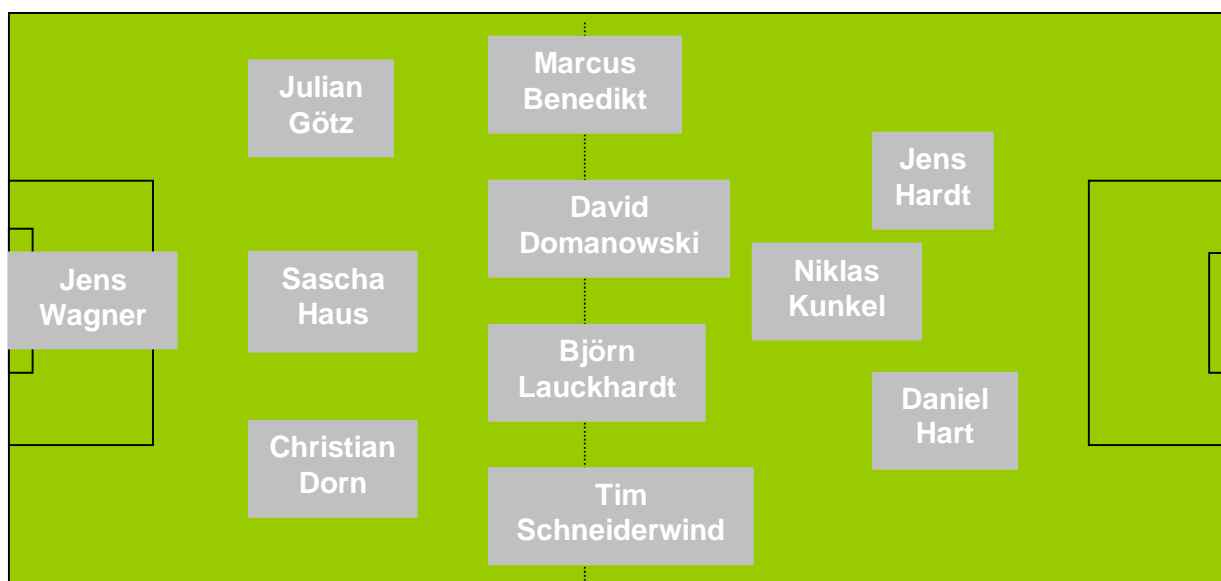 Jens
Wagner
Julian
Götz
Sascha
Haus
Christian
Dorn
Marcus
Benedikt
David
Domanowski
Björn
Lauckhardt
Tim
Schneiderwind
Niklas
Kunkel
Jens
Hardt
Daniel
Hart